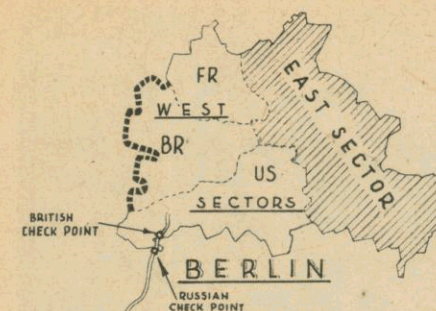 FR
WEST
BR
EAST SECTOR
US
SECTORS
BRITISH
CHECK POINT
BERLIN
RUSSIAN
CHECK POINT